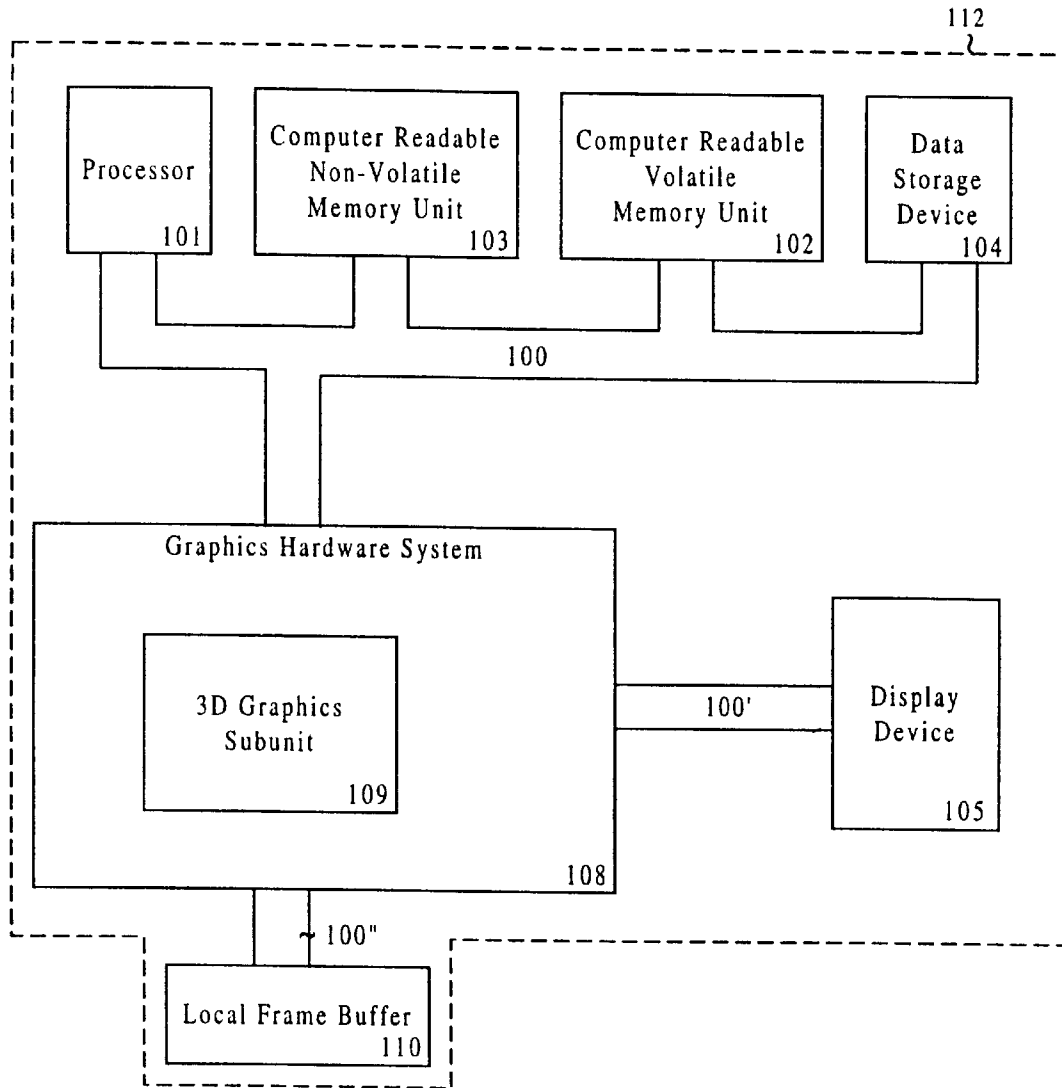 112
Processor
101
Computer Readable
Non-Volatile
Memory Unit
103
Computer Readable
Volatile
Memory Unit
102
Data
Storage
Device
104
100
Graphics Hardware System
3D Graphics
Subunit
109
108
100'
Display
Device
105
100"
Local Frame Buffer
110